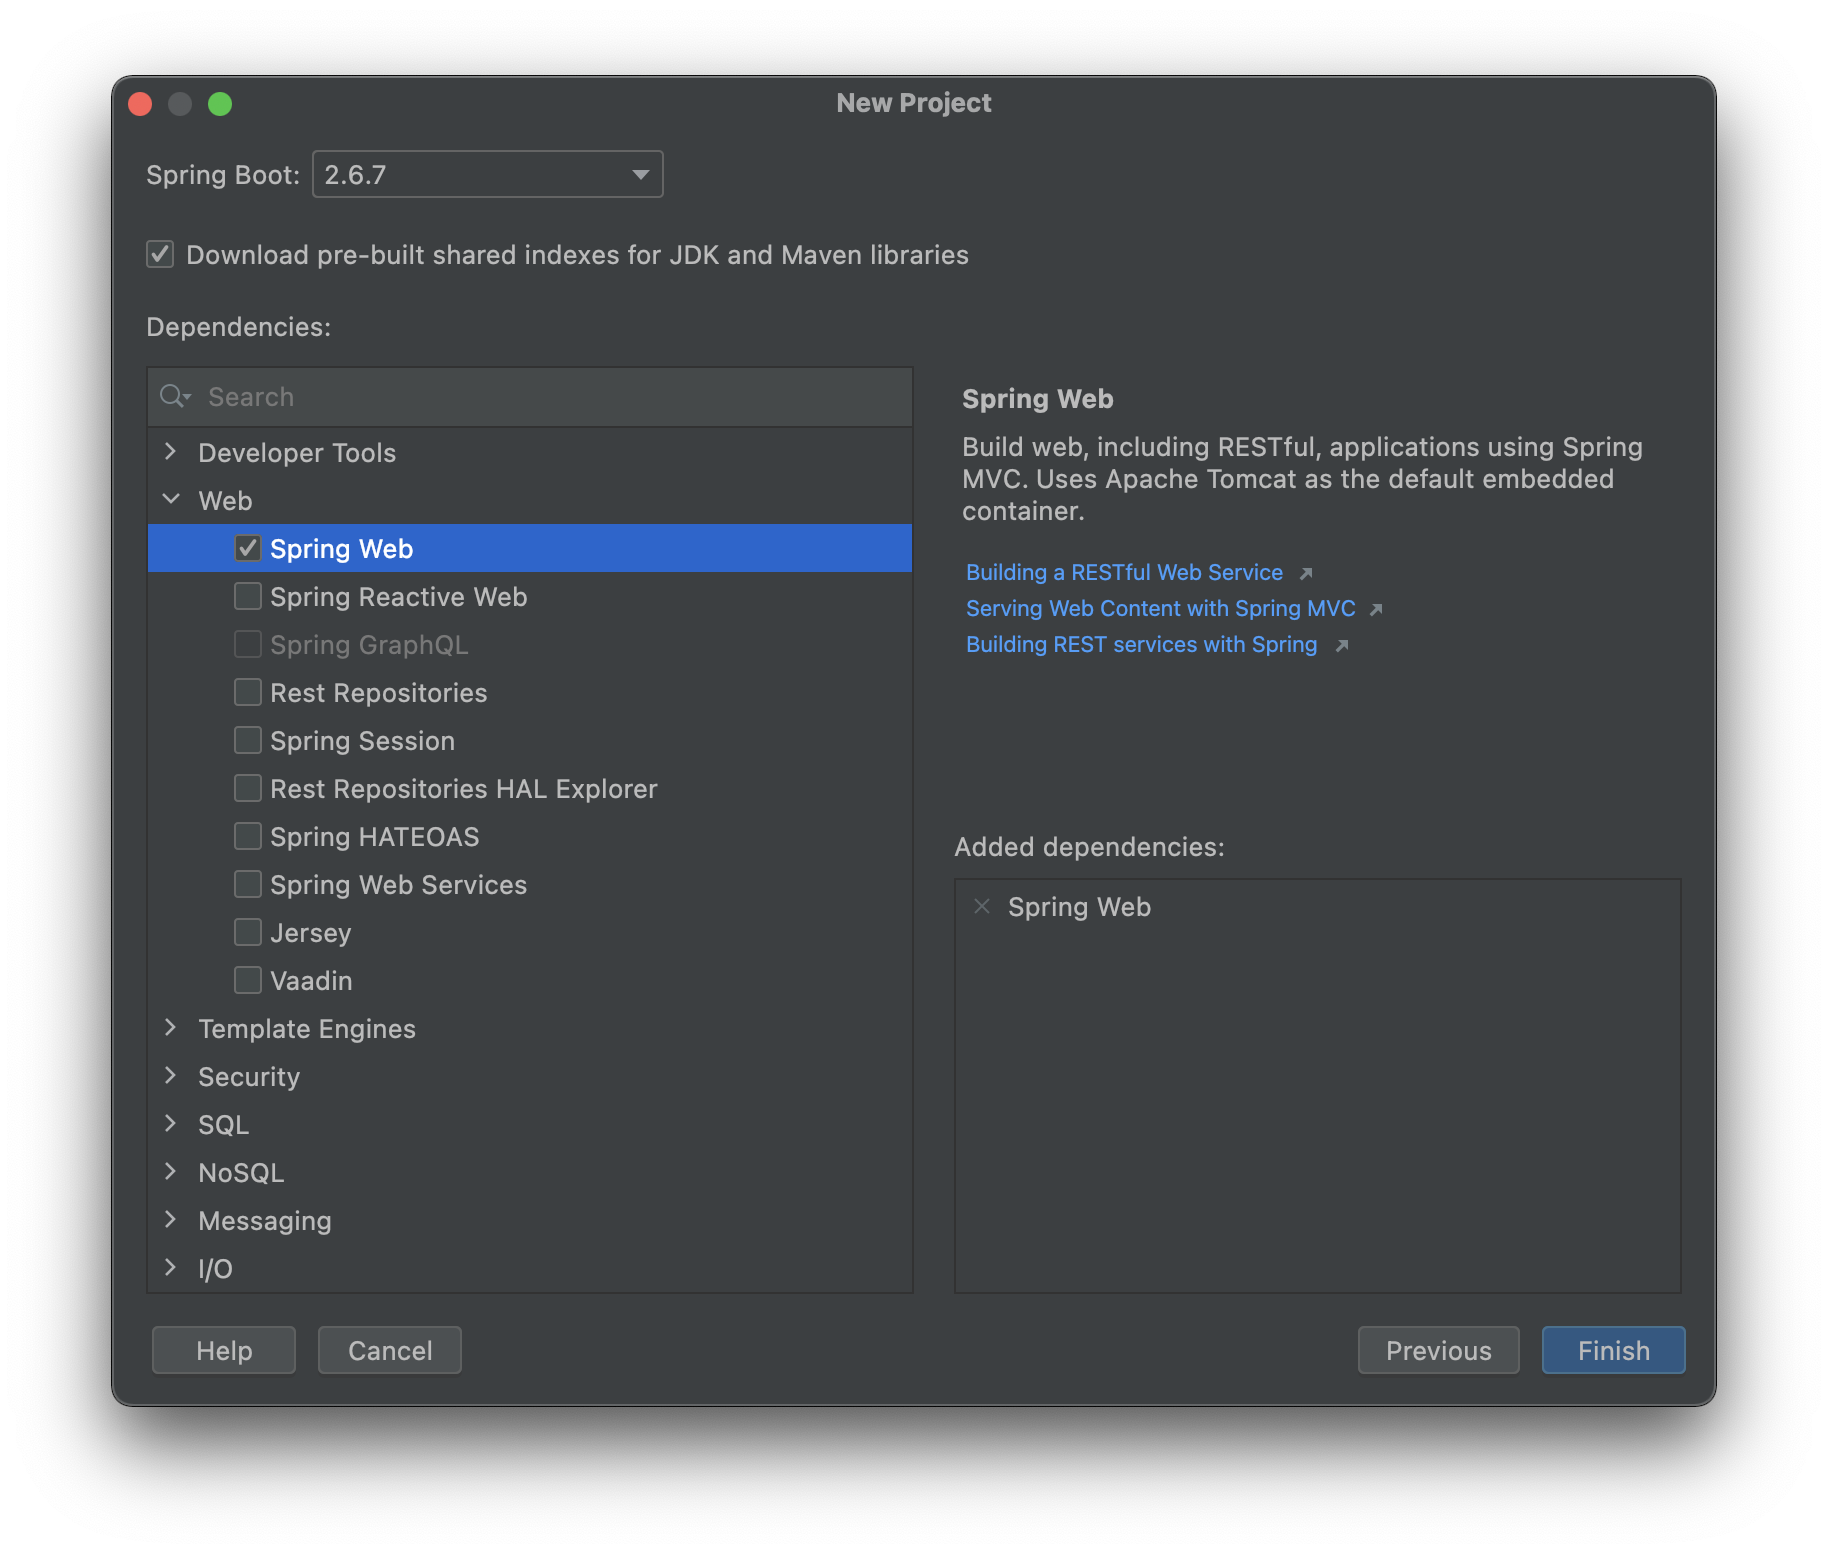 New Project
Spring Boot: 2.6.7
Download pre-built shared indexes for JDK and Maven libraries
Dependencies:
Search
Developer Tools
Web
Spring Web
Spring Reactive Web
Spring GraphQL
Rest Repositories
Spring Session
Rest Repositories HAL Explorer
Spring HATEOAS
Spring Web Services
Jersey
Vaadin
Template Engines
Security
SQL
NoSQL
Messaging
I/O
Spring Web
Build web, including RESTful, applications using Spring
MVC. Uses Apache Tomcat as the default embedded
container.
Building a RESTful Web Service
Serving Web Content with Spring MVC
Building REST services with Spring
Added dependencies:
Spring Web
Help
Cancel
Previous
Finish